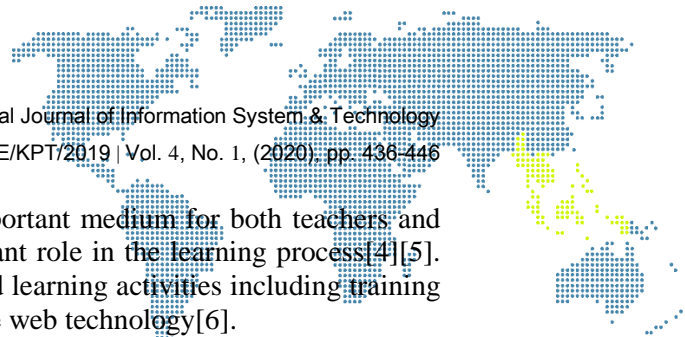 al Journal of Information System & Technology
E/KPT/2019 | Vol. 4, No. 1, (2020), pp. 436-446
portant medium for both teachers and
ant role in the learning process[4][5].
d learning activities including training
e web technology[6].